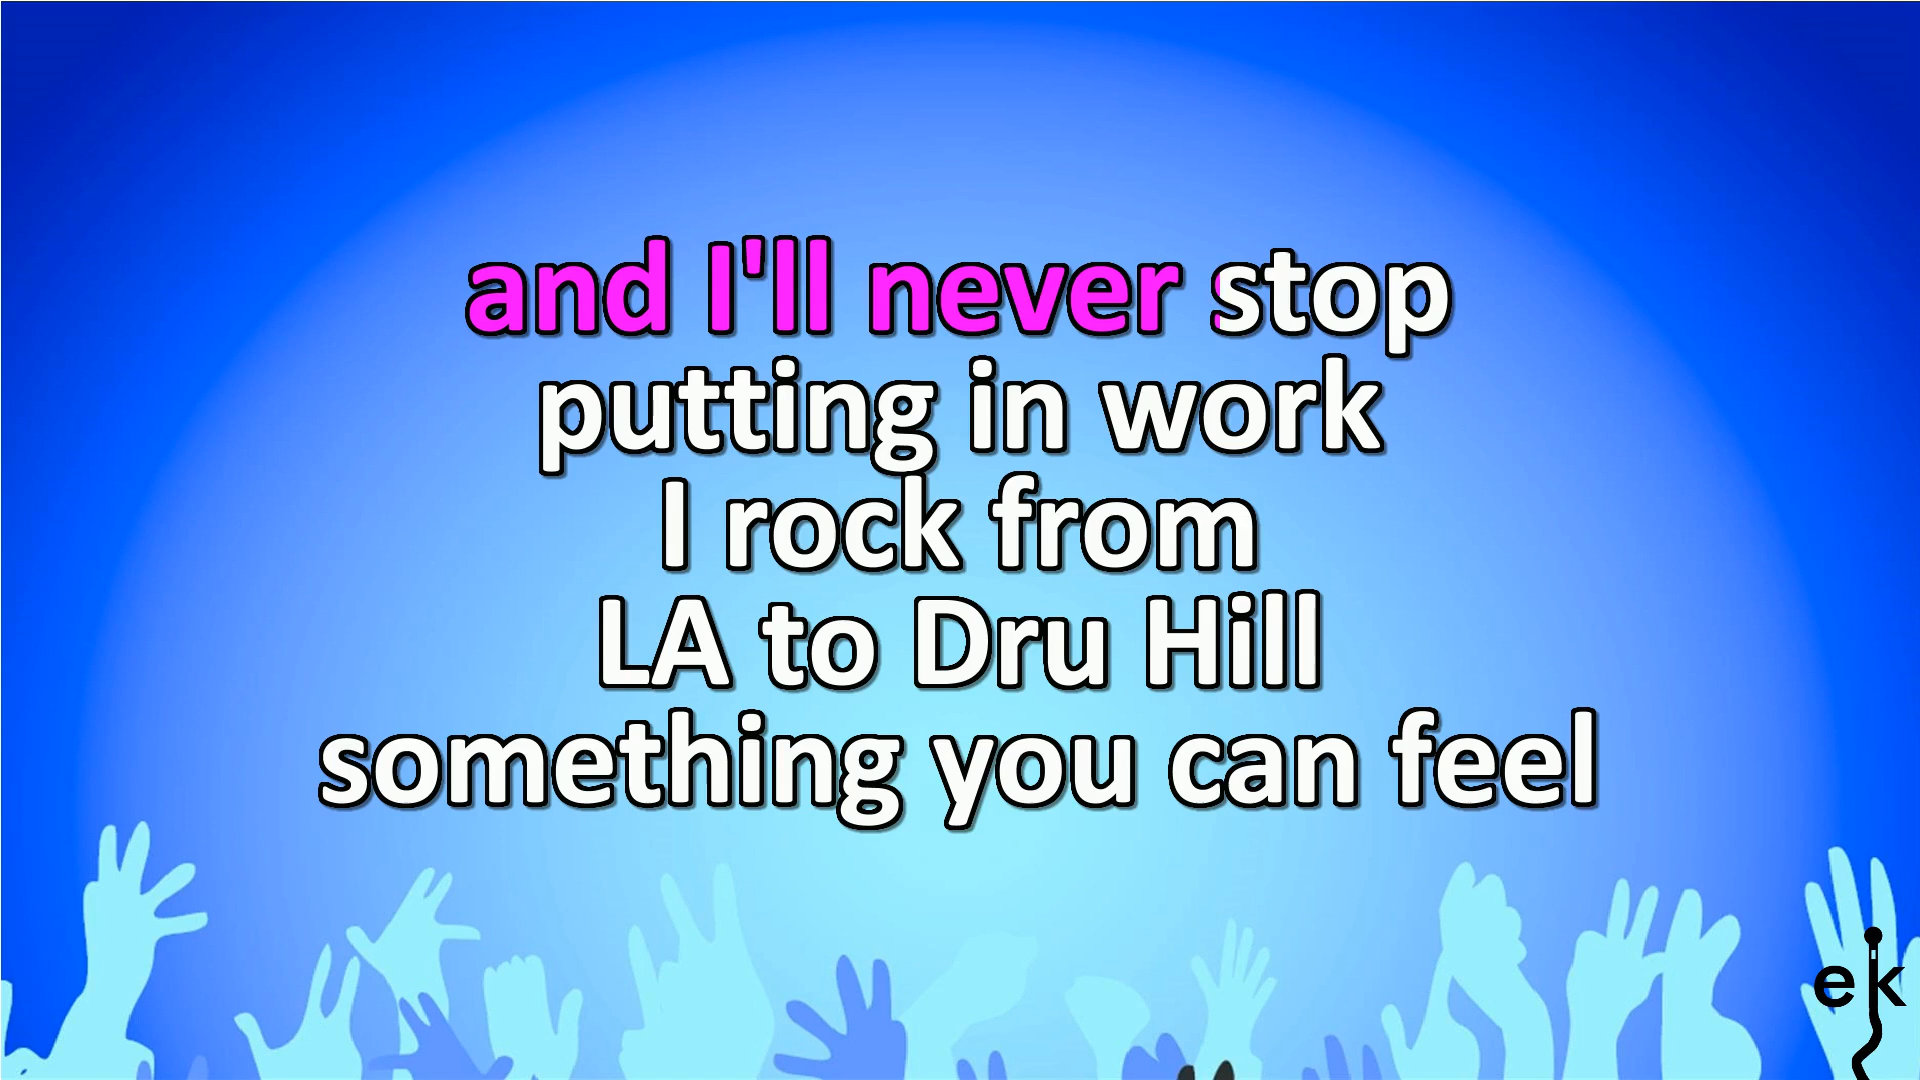 and I'll never stop
putting in work
I rock from
LA to Dru Hill
something you can feel
ek